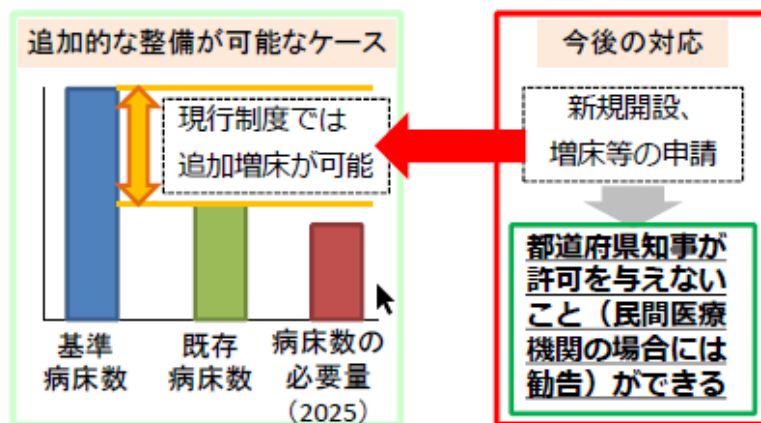 追加的な整備が可能なケース
現行制度では
追加増床が可能
基準
病床数
既存
病床数
病床数の
必要量
（2025）
今後の対応
新規開設、
増床等の申請
都道府県知事が
許可を与えない
こと（民間医療
機関の場合には
勧告）ができる